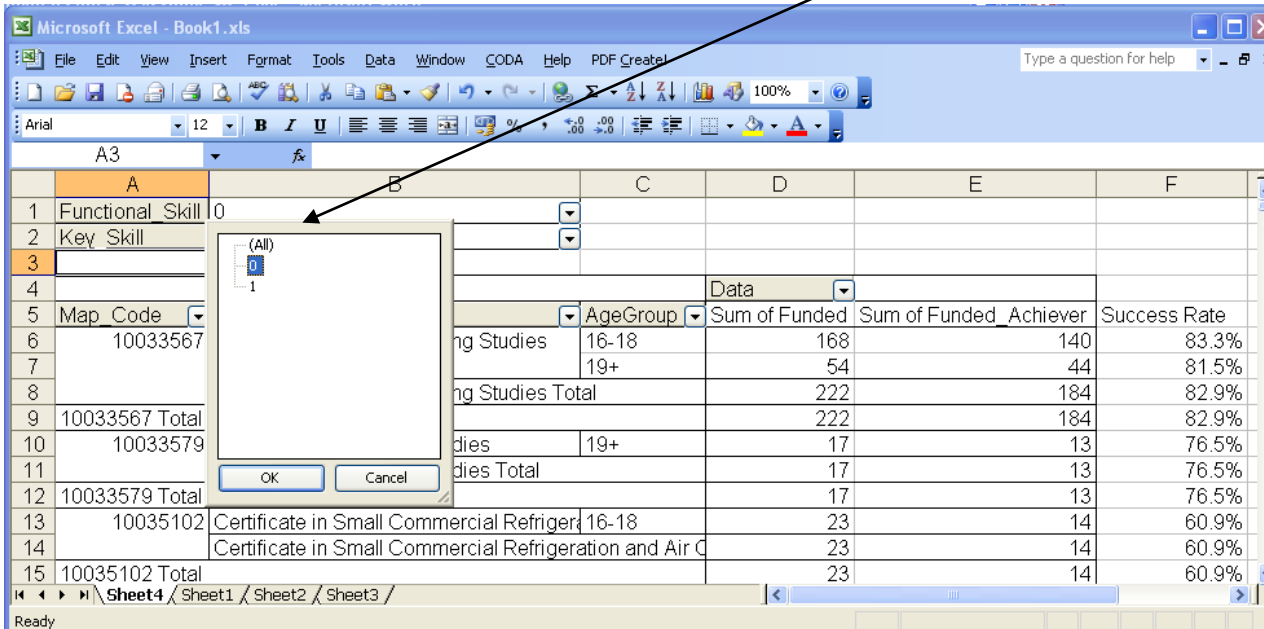 Microsoft Excel - Book1.xls
File Edit View Insert Format Tools Data Window CODA Help PDF Create! Type a question for help
100%
Arial 12 B I U
A3 fx
A B C D E F
1 Functional_Skill 0
2 Key_Skill
(All)
0
1
OK Cancel
3
4 Data
5 Map_Code AgeGroup Sum of Funded Sum of Funded_Achiever Success Rate
6 10033567 ng Studies 16-18 168 140 83.3%
7 19+ 54 44 81.5%
8 ng Studies Total 222 184 82.9%
9 10033567 Total 222 184 82.9%
10 10033579 dies 19+ 17 13 76.5%
11 dies Total 17 13 76.5%
12 10033579 Total 17 13 76.5%
13 10035102 Certificate in Small Commercial Refrigera 16-18 23 14 60.9%
14 Certificate in Small Commercial Refrigeration and Air C 23 14 60.9%
15 10035102 Total 23 14 60.9%
Sheet4 Sheet1 Sheet2 Sheet3
Ready